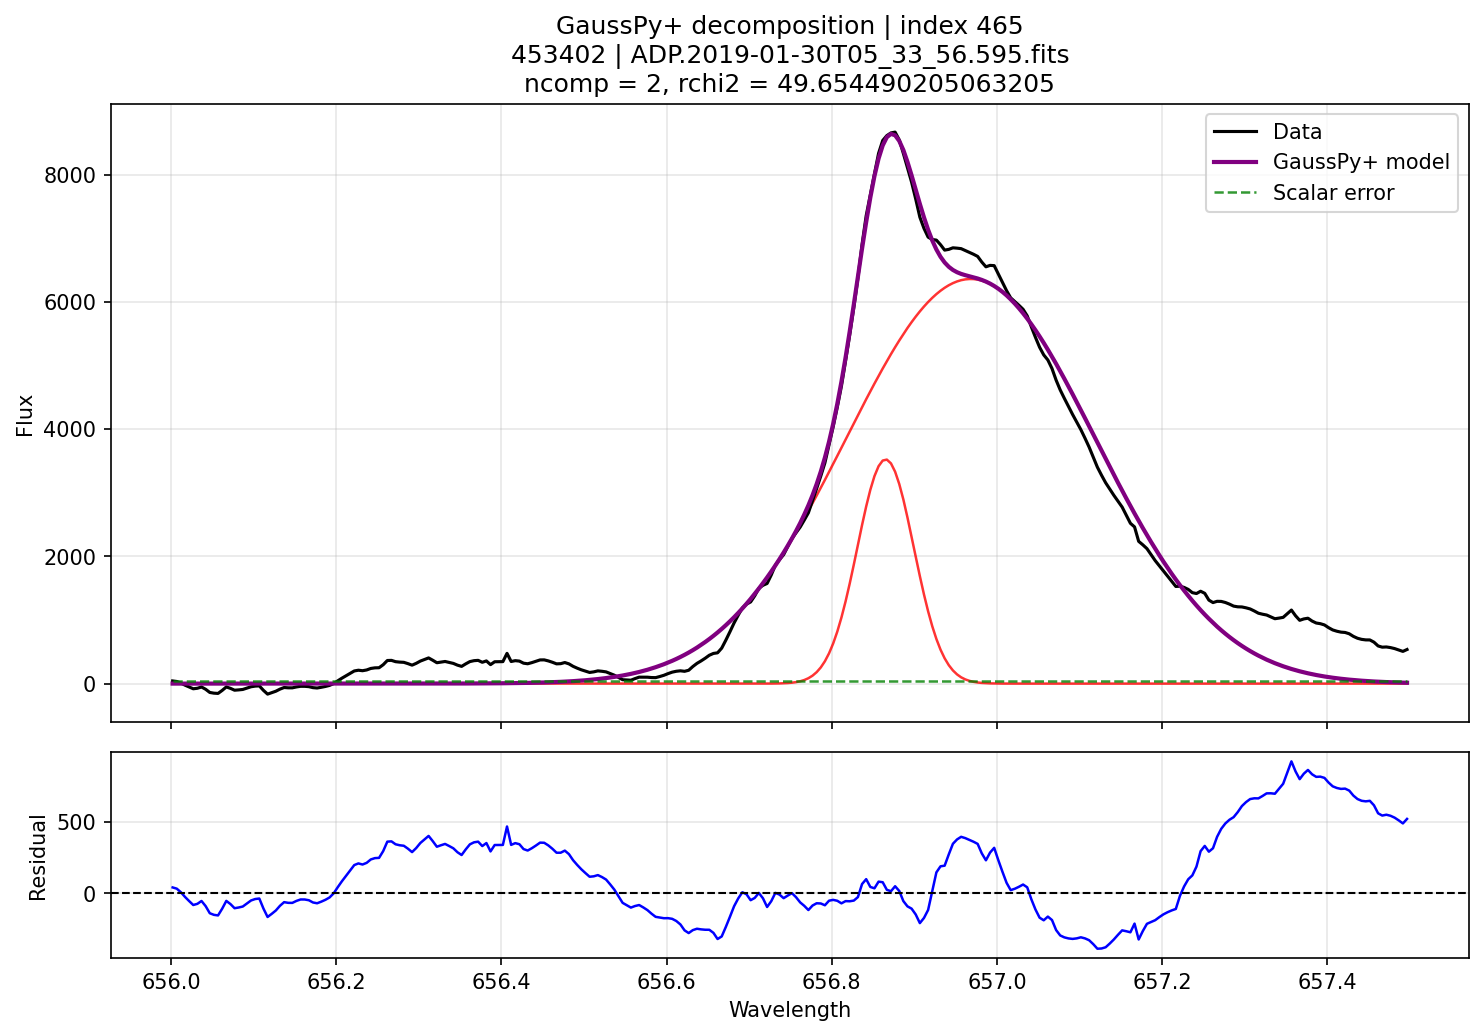 GaussPy+ decomposition | index 465
453402 | ADP.2019-01-30T05_33_56.595.fits
ncomp = 2, rchi2 = 49.654490205063205
Data
GaussPy+ model
Scalar error
Flux
8000
6000
4000
2000
0
Residual
500
0
656.0 656.2 656.4 656.6 656.8 657.0 657.2 657.4
Wavelength